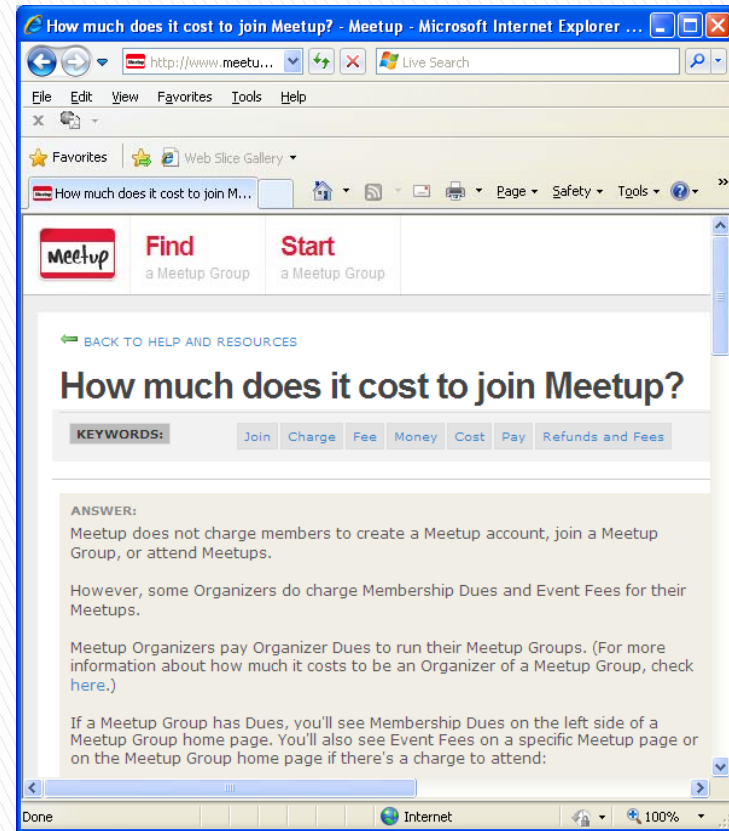 How much does it cost to join Meetup? - Meetup - Microsoft Internet Explorer ...
http://www.meetu...
Live Search
File Edit View Favorites Tools Help
x
Favorites Web Slice Gallery
How much does it cost to join M... Page Safety Tools »
Meetup
Find Start
a Meetup Group a Meetup Group
BACK TO HELP AND RESOURCES
How much does it cost to join Meetup?
KEYWORDS: Join Charge Fee Money Cost Pay Refunds and Fees
ANSWER:
Meetup does not charge members to create a Meetup account, join a Meetup
Group, or attend Meetups.
However, some Organizers do charge Membership Dues and Event Fees for their
Meetups.
Meetup Organizers pay Organizer Dues to run their Meetup Groups. (For more
information about how much it costs to be an Organizer of a Meetup Group, check
here.)
If a Meetup Group has Dues, you'll see Membership Dues on the left side of a
Meetup Group home page. You'll also see Event Fees on a specific Meetup page or
on the Meetup Group home page if there's a charge to attend:
Done Internet 100%